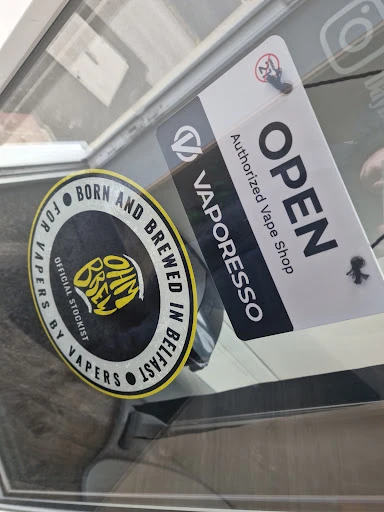 OPEN
Authorized Vape Shop
VAPORESSO
BORN AND BREWED IN BELFAST
FOR VAPERS BY VAPERS
OHM
BREW
OFFICIAL STOCKIST